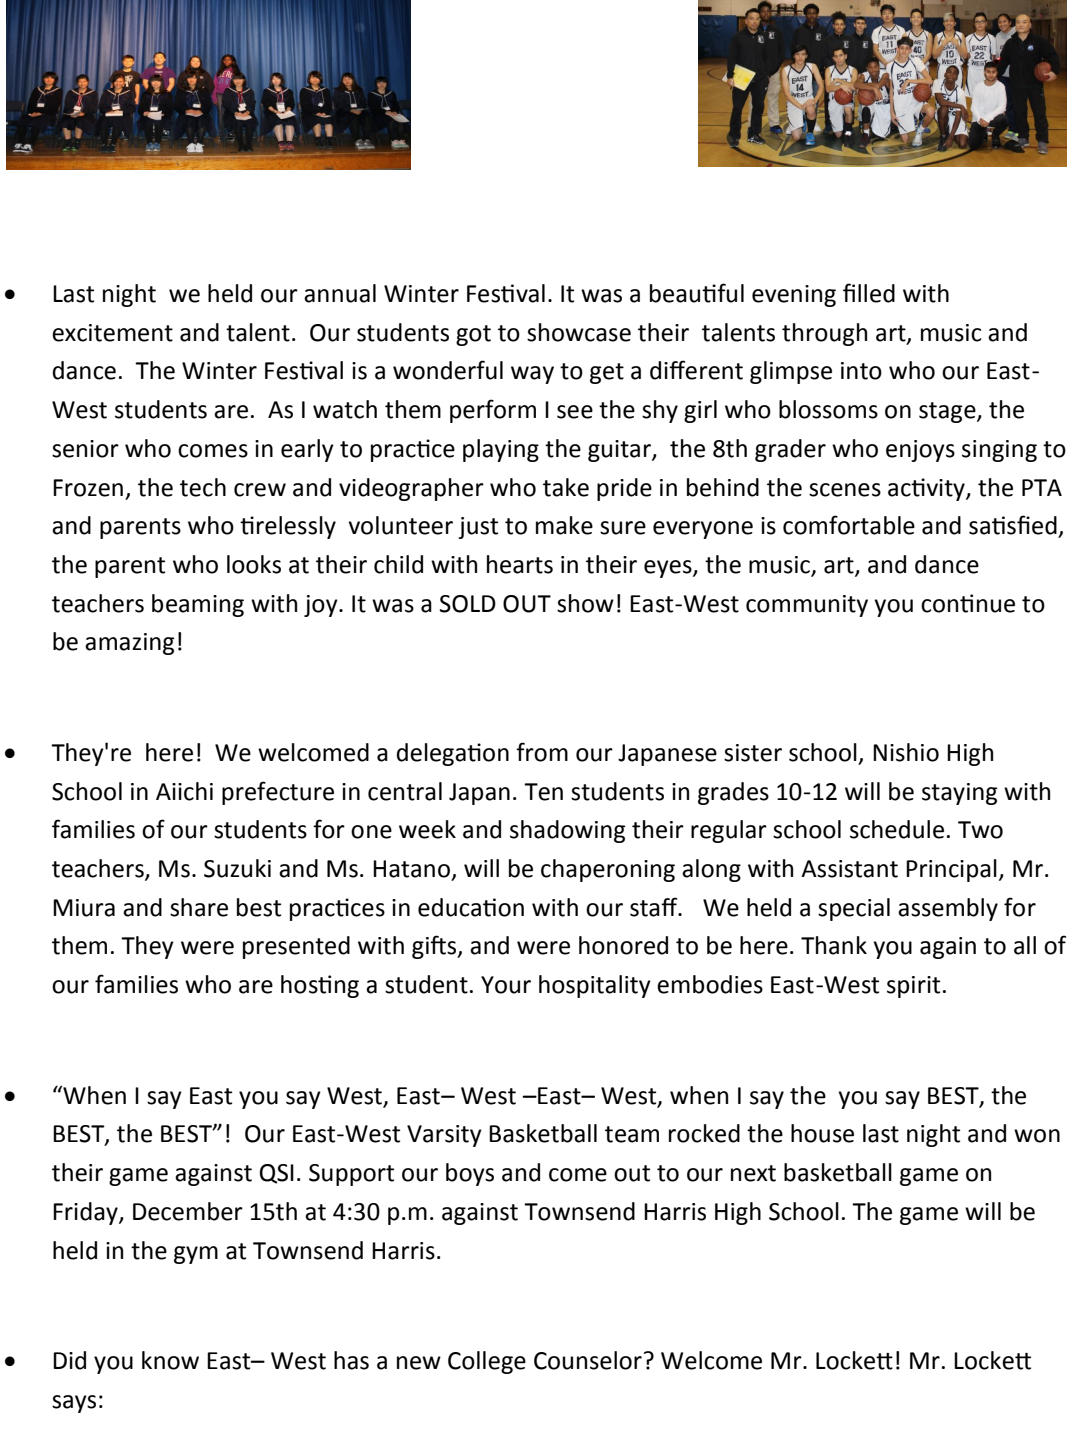 • Last night we held our annual Winter Festival. It was a beautiful evening filled with
excitement and talent. Our students got to showcase their talents through art, music and
dance. The Winter Festival is a wonderful way to get a different glimpse into who our East-
West students are. As I watch them perform I see the shy girl who blossoms on stage, the
senior who comes in early to practice playing the guitar, the 8th grader who enjoys singing to
Frozen, the tech crew and videographer who take pride in behind the scenes activity, the PTA
and parents who tirelessly volunteer just to make sure everyone is comfortable and satisfied,
the parent who looks at their child with hearts in their eyes, the music, art, and dance
teachers beaming with joy. It was a SOLD OUT show! East-West community you continue to
be amazing!
• They're here! We welcomed a delegation from our Japanese sister school, Nishio High
School in Aiichi prefecture in central Japan. Ten students in grades 10-12 will be staying with
families of our students for one week and shadowing their regular school schedule. Two
teachers, Ms. Suzuki and Ms. Hatano, will be chaperoning along with Assistant Principal, Mr.
Miura and share best practices in education with our staff. We held a special assembly for
them. They were presented with gifts, and were honored to be here. Thank you again to all of
our families who are hosting a student. Your hospitality embodies East-West spirit.
• “When I say East you say West, East– West –East– West, when I say the you say BEST, the
BEST, the BEST”! Our East-West Varsity Basketball team rocked the house last night and won
their game against QSI. Support our boys and come out to our next basketball game on
Friday, December 15th at 4:30 p.m. against Townsend Harris High School. The game will be
held in the gym at Townsend Harris.
• Did you know East– West has a new College Counselor? Welcome Mr. Lockett! Mr. Lockett
says: